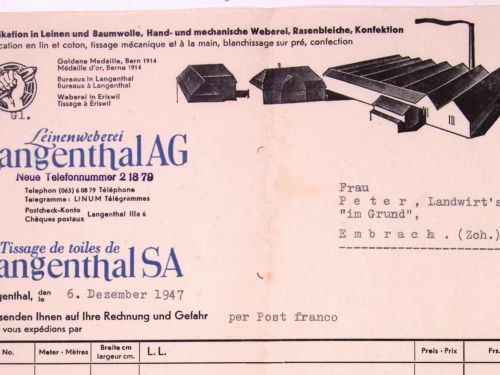 ikation in Leinen und Baumwolle, Hand- und mechanische Weberei, Rasenbleiche, Konfektion
cation en lin et coton, tissage mécanique et à la main, blanchissage sur pré, confection
Goldene Medaille, Bern 1914
Médaille d'or, Berne 1914
Bureaux in Langenthal
Bureaux à Langenthal
Weberei in Eriswil
Tissage à Eriswil
Gl.
Leinenweberei
angenthal AG
Neue Telefonnummer 2 18 79
Telephon (063) 6 08 79 Téléphone
Telegramme: LINUM Télégrammes
Postcheck-Konto
Chèques postaux
Langenthal IIIa 6
Frau
Peter, Landwirt's
"im Grund",
Embrach. (Zch.)
Tissage de toiles de
angenthal SA
genthal, den
le
6. Dezember 1947
senden Ihnen auf Ihre Rechnung und Gefahr
vous expédions par
per Post franco
No.
Meter - Mètres
Breite cm
largeur cm.
L.L.
Preis - Prix
Frs.